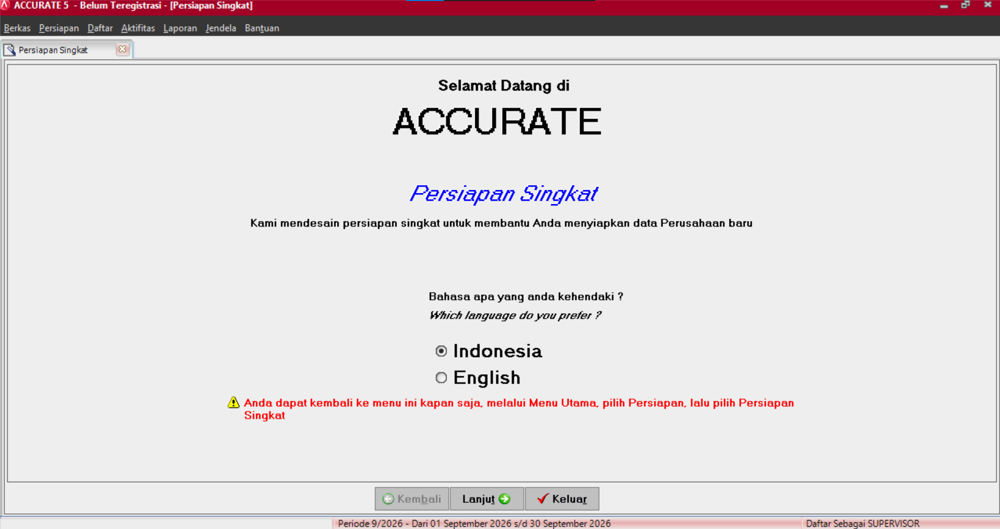 ACCURATE 5 - Belum Teregistrasi - [Persiapan Singkat]
Berkas Persiapan Daftar Aktifitas Laporan Jendela Bantuan
Persiapan Singkat
Selamat Datang di
ACCURATE
Persiapan Singkat
Kami mendesain persiapan singkat untuk membantu Anda menyiapkan data Perusahaan baru
Bahasa apa yang anda kehendaki ?
Which language do you prefer ?
Indonesia
English
Anda dapat kembali ke menu ini kapan saja, melalui Menu Utama, pilih Persiapan, lalu pilih Persiapan
Singkat
Kembali Lanjut Keluar
Periode 9/2026 - Dari 01 September 2026 s/d 30 September 2026 Daftar Sebagai SUPERVISOR